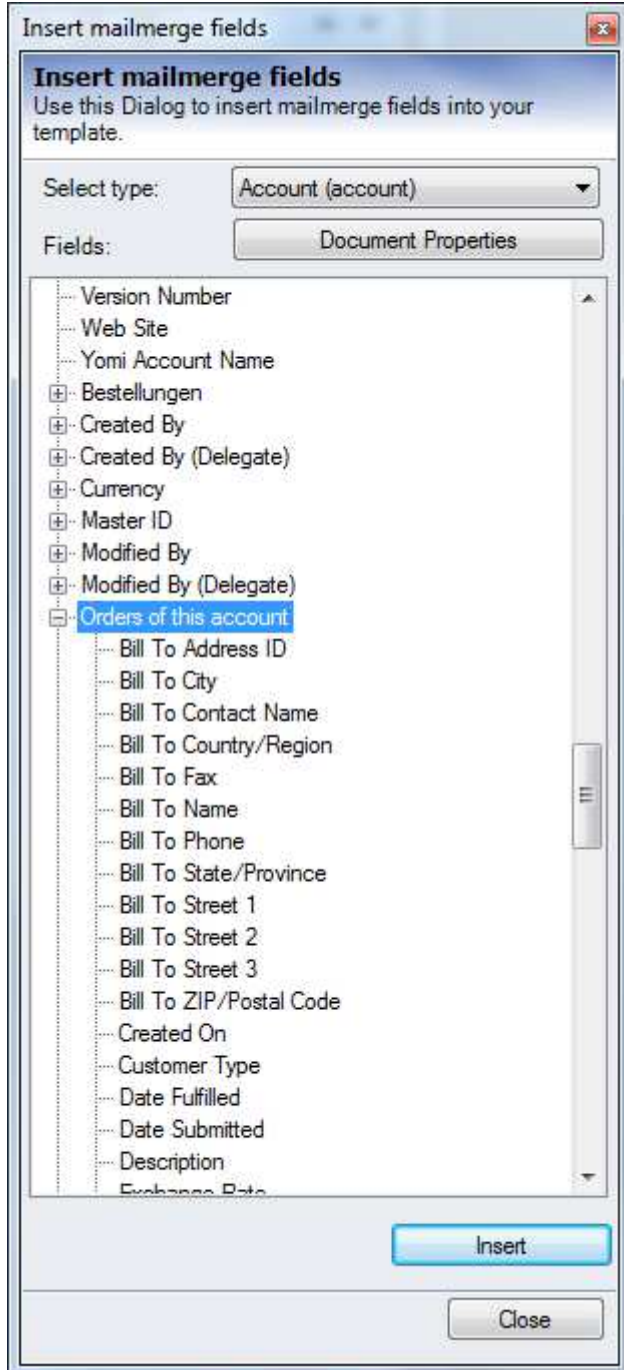 Insert mailmerge fields
Insert mailmerge fields
Use this Dialog to insert mailmerge fields into your
template.
Select type:
Account (account)
Fields:
Document Properties
Version Number
Web Site
Yomi Account Name
Bestellungen
Created By
Created By (Delegate)
Currency
Master ID
Modified By
Modified By (Delegate)
Orders of this account
Bill To Address ID
Bill To City
Bill To Contact Name
Bill To Country/Region
Bill To Fax
Bill To Name
Bill To Phone
Bill To State/Province
Bill To Street 1
Bill To Street 2
Bill To Street 3
Bill To ZIP/Postal Code
Created On
Customer Type
Date Fulfilled
Date Submitted
Description
Exchange Rate
Insert
Close